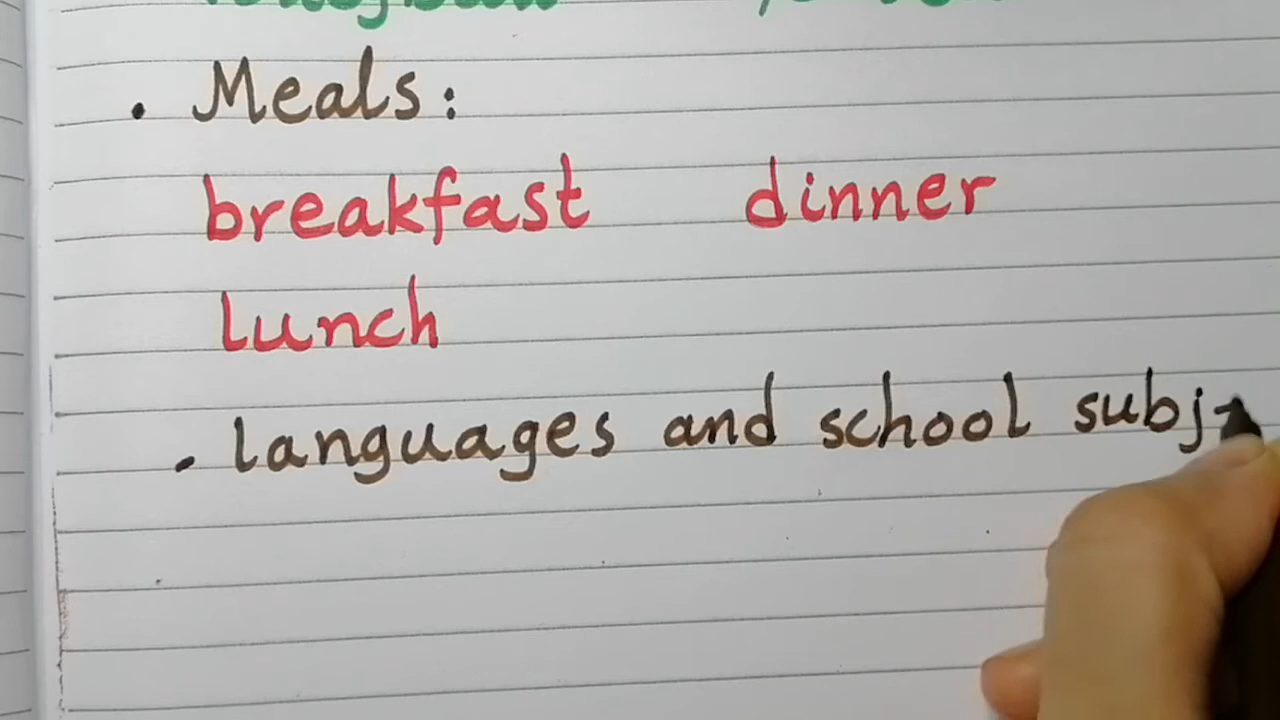 . Meals:
breakfast dinner
lunch
. languages and school subj